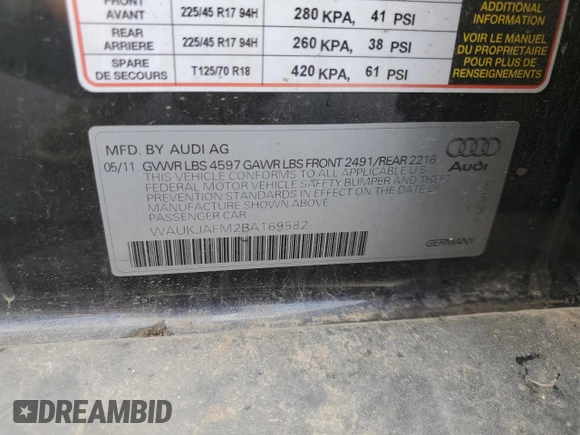 FRONT
AVANT 225/45 R17 94H 280 KPA, 41 PSI
REAR
ARRIERE 225/45 R17 94H 260 KPA, 38 PSI
SPARE
DE SECOURS T125/70 R18 420 KPA, 61 PSI
ADDITIONAL
INFORMATION
VOIR LE MANUEL
DU PROPRIETAIRE
POUR PLUS DE
RENSEIGNEMENTS
MFD. BY AUDI AG
05/11 GVWR LBS 4597 GAWR LBS FRONT 2491/REAR 2216
THIS VEHICLE CONFORMS TO ALL APPLICABLE U.S.
FEDERAL MOTOR VEHICLE SAFETY BUMPER AND THEFT
PREVENTION STANDARDS IN EFFECT ON THE DATE OF
MANUFACTURE SHOWN ABOVE
PASSENGER CAR
WAUKJAFM2BA169582
Audi
GERMANY
DREAMBID